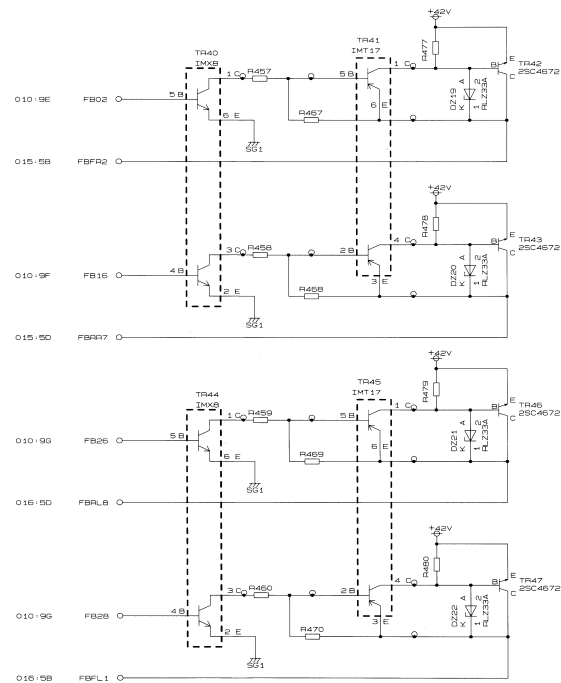 +42V
TR40
IMX8
TR41
IMT17
R477
1 C R457
5 B
1 C
B
E
TR42
2SC4672
C
010:9E FB02
5 B
6 E
SG1
R467
6 E
DZ19
K A
1 2
RLZ33A
015:5B FBFR2
+42V
R478
3 C R458
2 B
4 C
B
E
TR43
2SC4672
C
010:9F FB16
4 B
2 E
SG1
R468
3 E
DZ20
K A
1 2
RLZ33A
015:5D FBRR7
+42V
TR44
IMX8
TR45
IMT17
R479
1 C R459
5 B
1 C
B
E
TR46
2SC4672
C
010:9G FB26
5 B
6 E
SG1
R469
6 E
DZ21
K A
1 2
RLZ33A
016:5D FBRL8
+42V
R480
3 C R460
2 B
4 C
B
E
TR47
2SC4672
C
010:9G FB28
4 B
2 E
SG1
R470
3 E
DZ22
K A
1 2
RLZ33A
016:5B FBFL1